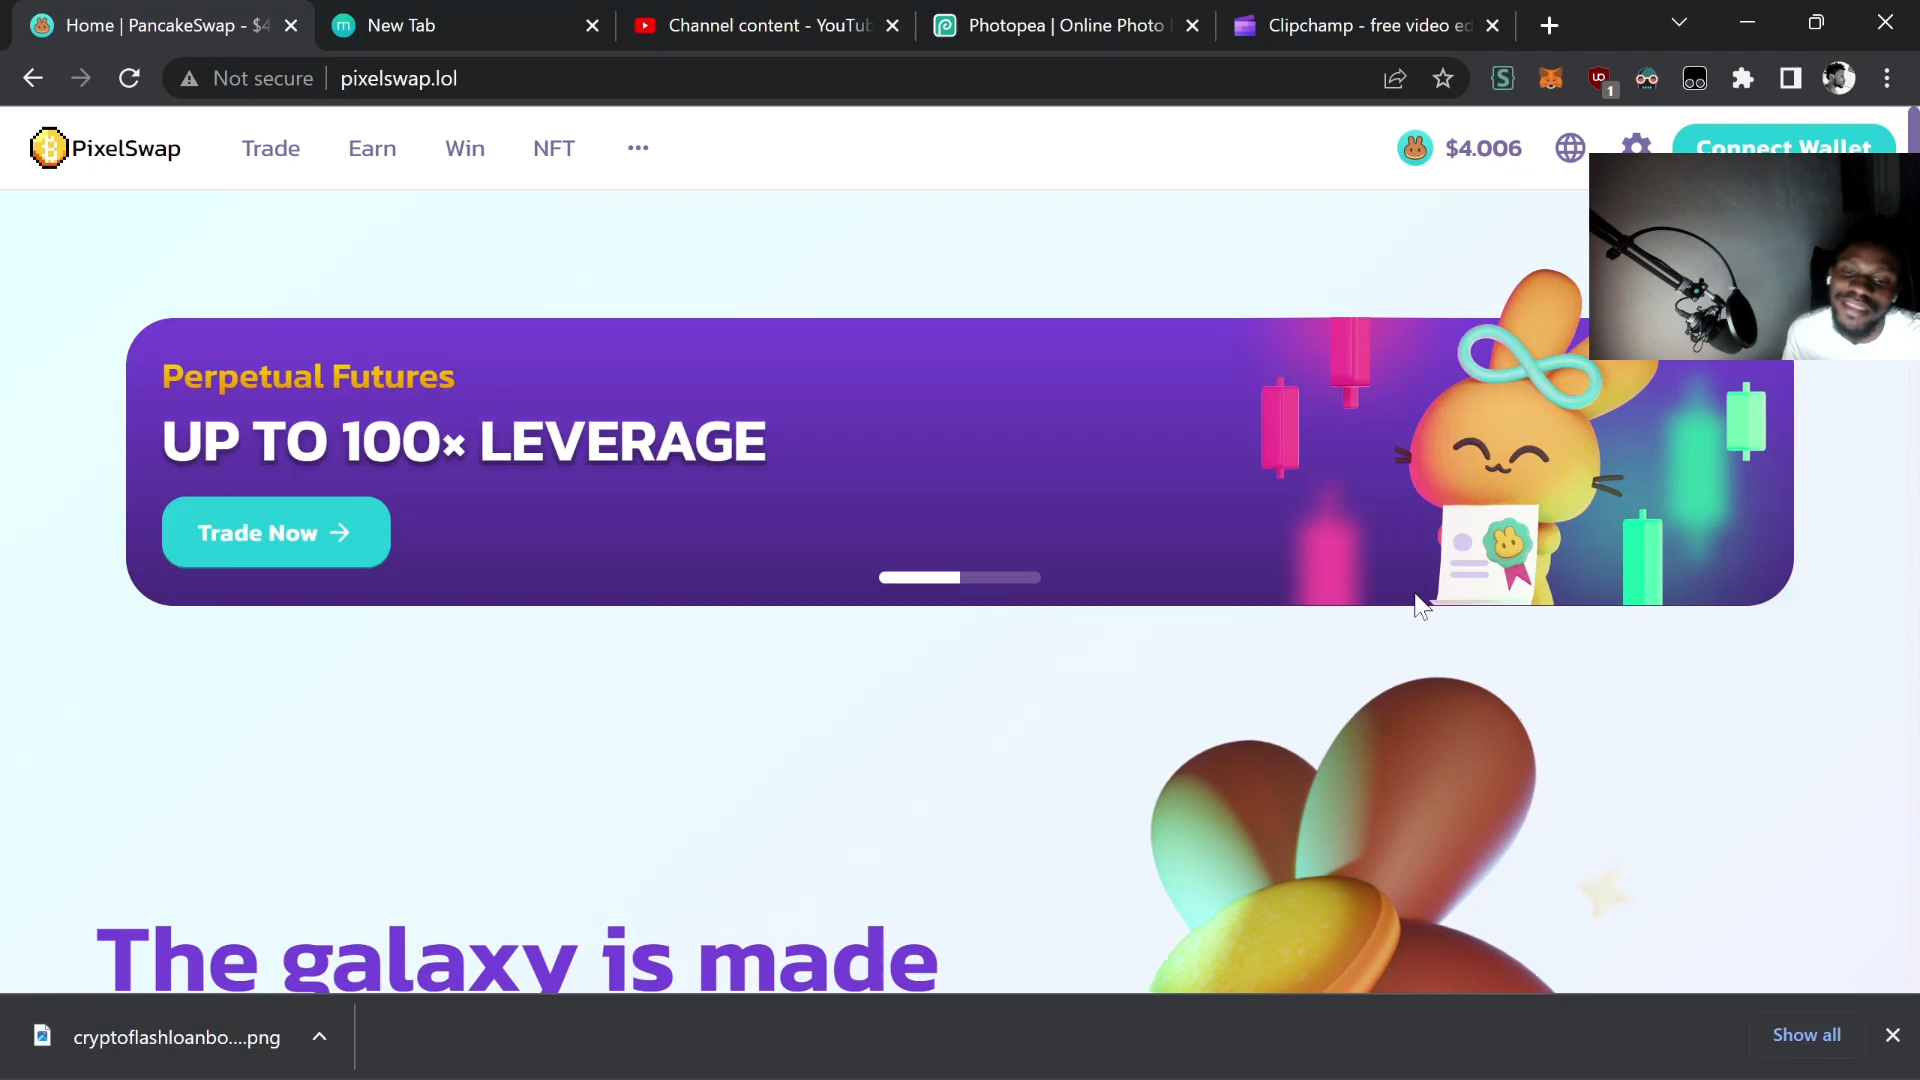 Home | PancakeSwap - $4
New Tab
Channel content - YouTub
Photopea | Online Photo
Clipchamp - free video ed
Not secure
pixelswap.lol
1
PixelSwap
Trade
Earn
Win
NFT
$4.006
Connect Wallet
Perpetual Futures
UP TO 100× LEVERAGE
Trade Now
The galaxy is made
cryptoflashloanbo....png
Show all